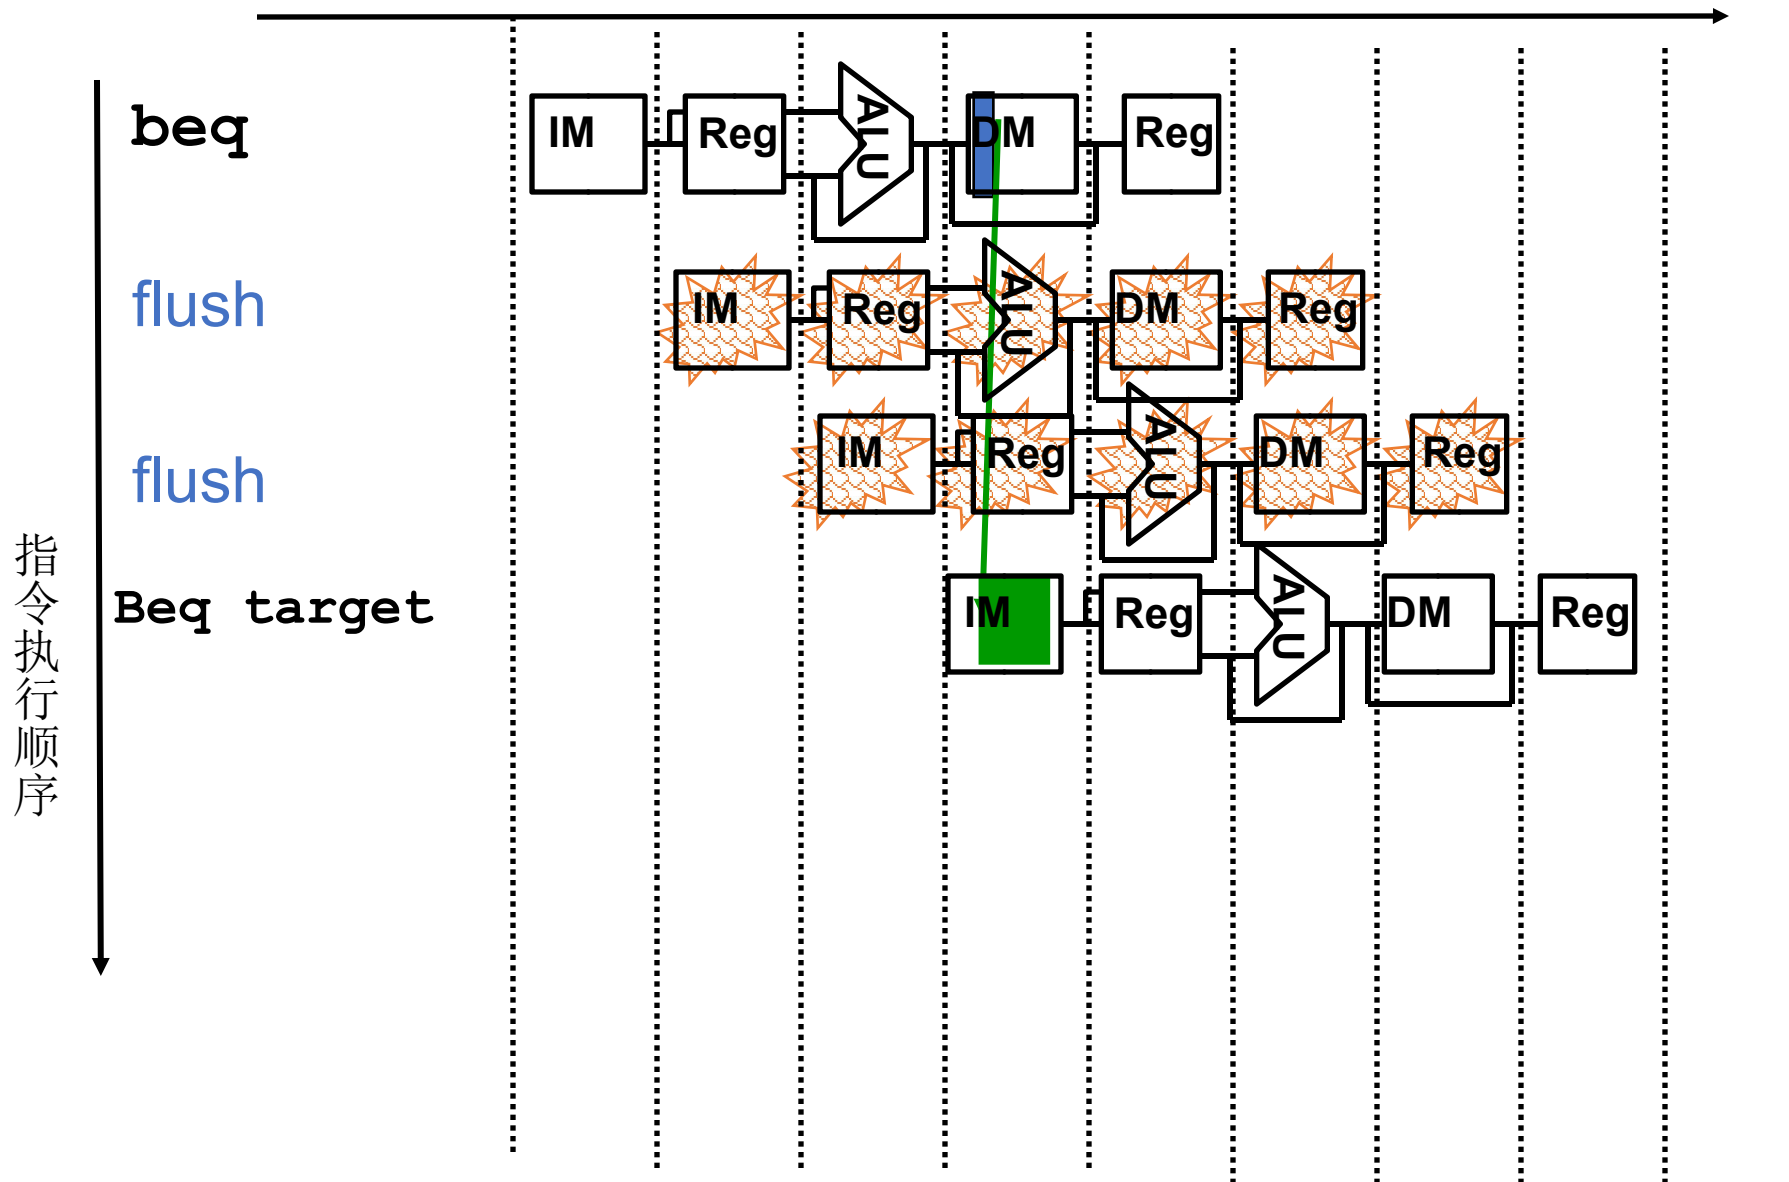 beq
IM Reg ALU DM Reg
flush
IM Reg ALU DM Reg
flush
IM Reg ALU DM Reg
Beq target
IM Reg ALU DM Reg
指令执行顺序